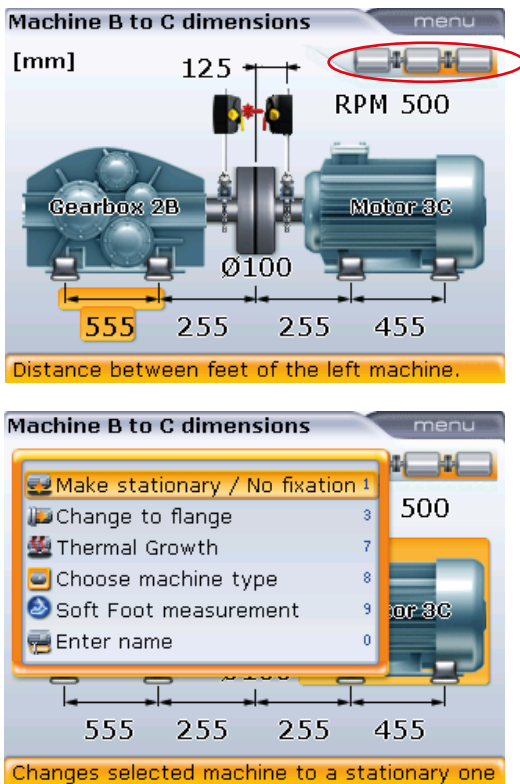 Machine B to C dimensions menu
[mm] 125
RPM 500
Gearbox 2B Motor 3C
Ø100
555 255 255 455
Distance between feet of the left machine.
Machine B to C dimensions menu
Make stationary / No fixation 1
Change to flange 3
500
Thermal Growth 7
Choose machine type 8
Soft Foot measurement 9 or 3C
Enter name 0
555 255 255 455
Changes selected machine to a stationary one